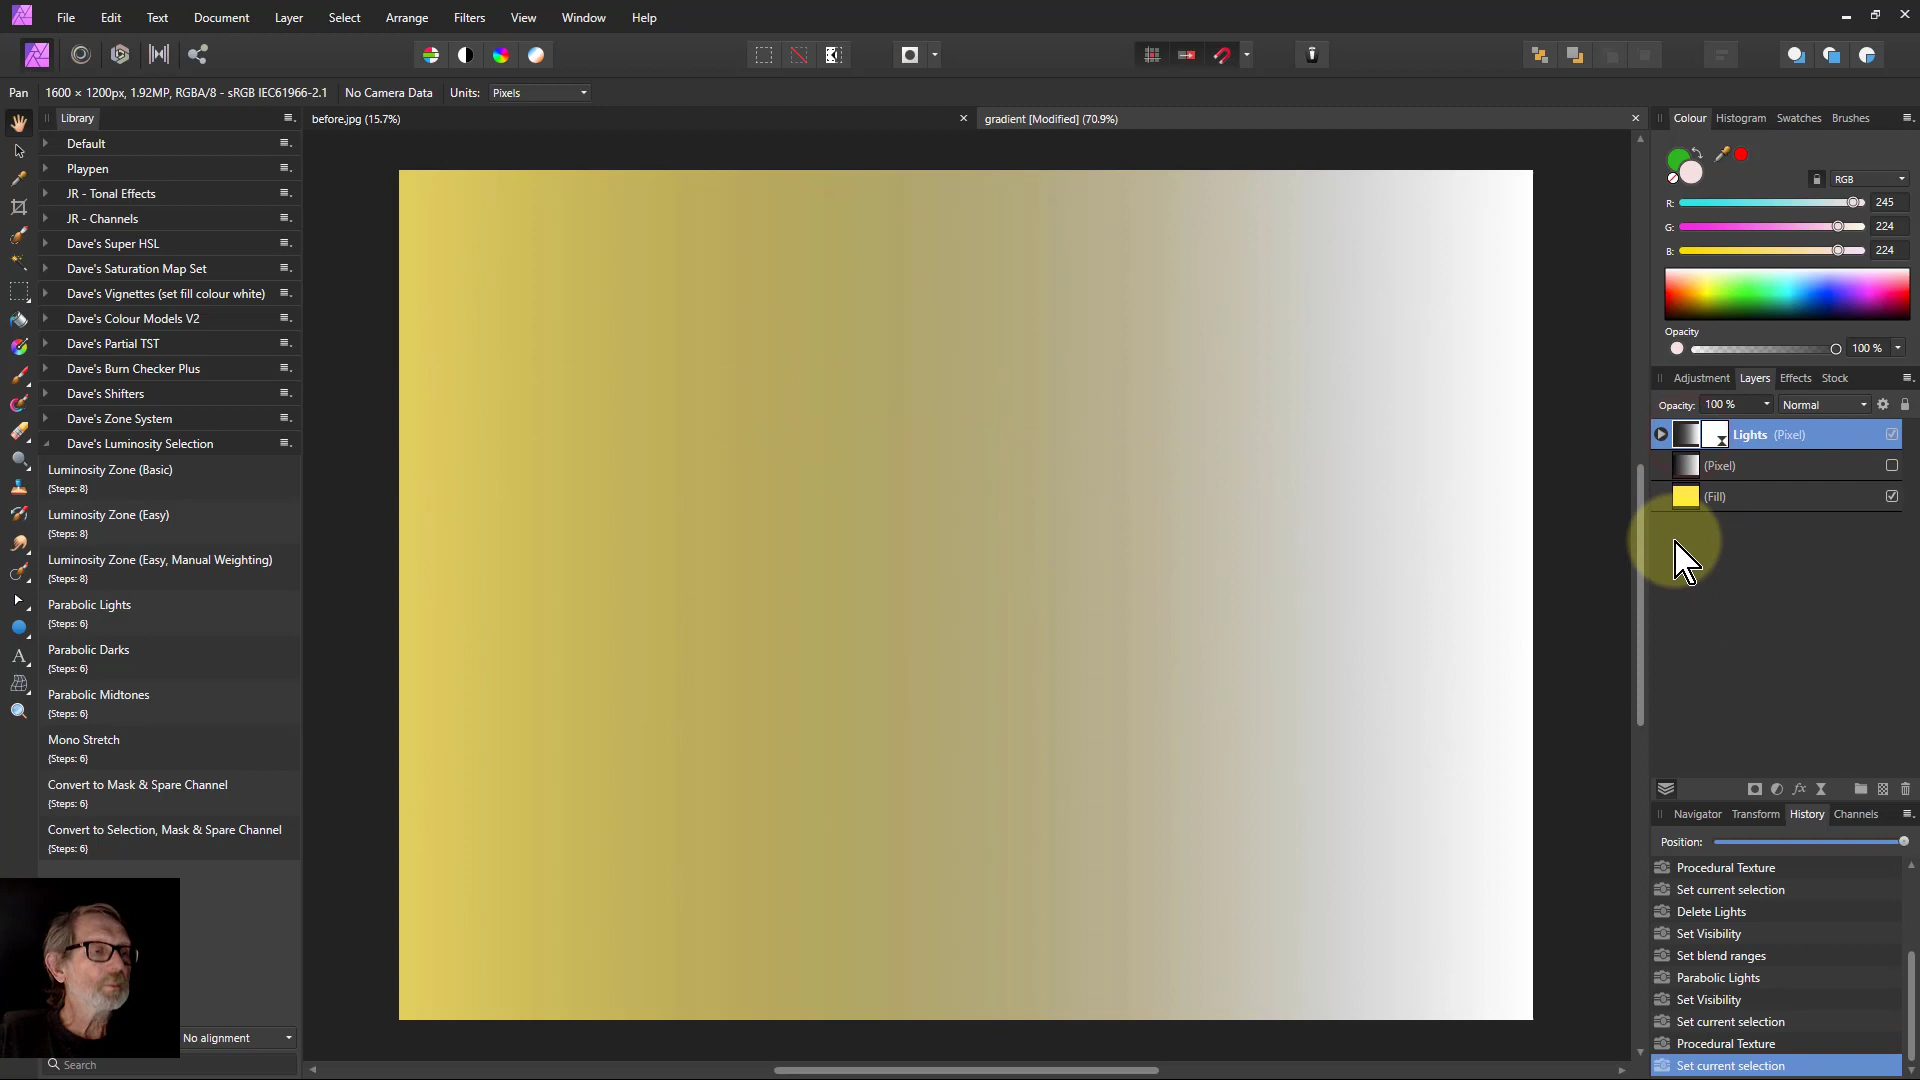 File Edit Text Document Layer Select Arrange Filters View Window Help
Pan 1600 × 1200px, 1.92MP, RGBA/8 - sRGB IEC61966-2.1 No Camera Data Units: Pixels
Library
before.jpg (15.7%)
gradient [Modified] (70.9%)
Default
Playpen
JR - Tonal Effects
JR - Channels
Dave's Super HSL
Dave's Saturation Map Set
Dave's Vignettes (set fill colour white)
Dave's Colour Models V2
Dave's Partial TST
Dave's Burn Checker Plus
Dave's Shifters
Dave's Zone System
Dave's Luminosity Selection
Luminosity Zone (Basic)
{Steps: 8}
Luminosity Zone (Easy)
{Steps: 8}
Luminosity Zone (Easy, Manual Weighting)
{Steps: 8}
Parabolic Lights
{Steps: 6}
Parabolic Darks
{Steps: 6}
Parabolic Midtones
{Steps: 6}
Mono Stretch
{Steps: 6}
Convert to Mask & Spare Channel
{Steps: 6}
Convert to Selection, Mask & Spare Channel
{Steps: 6}
No alignment
Search
Colour Histogram Swatches Brushes
RGB
R: 245
G: 224
B: 224
Opacity
100 %
Adjustment Layers Effects Stock
Opacity: 100 % Normal
Lights (Pixel)
(Pixel)
(Fill)
Navigator Transform History Channels
Position:
Procedural Texture
Set current selection
Delete Lights
Set Visibility
Set blend ranges
Parabolic Lights
Set Visibility
Set current selection
Procedural Texture
Set current selection